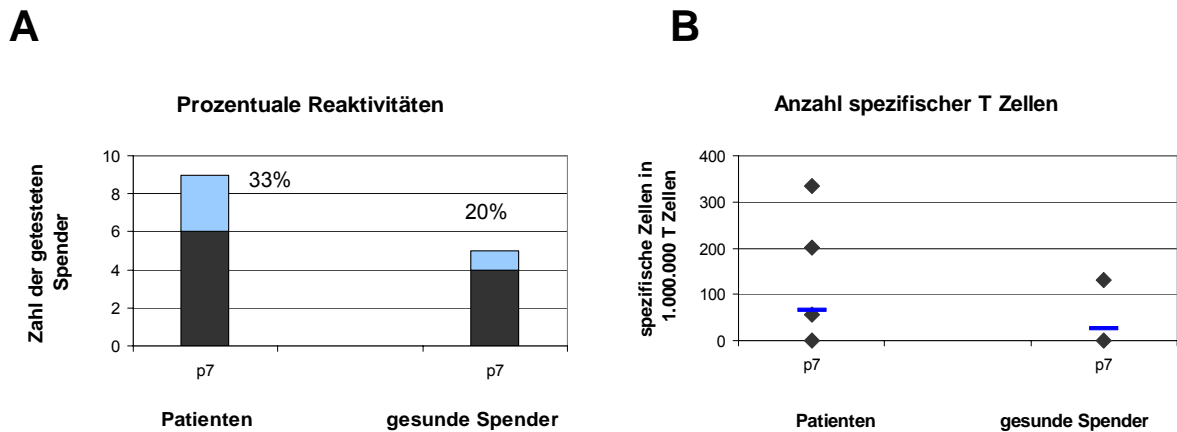 A
Prozentuale Reaktivitäten
Zahl der getesteten
Spender
10
8
6
4
2
0
33%
20%
p7
p7
Patienten
gesunde Spender
B
Anzahl spezifischer T Zellen
spezifische Zellen in
1.000.000 T Zellen
400
300
200
100
0
p7
p7
Patienten
gesunde Spender